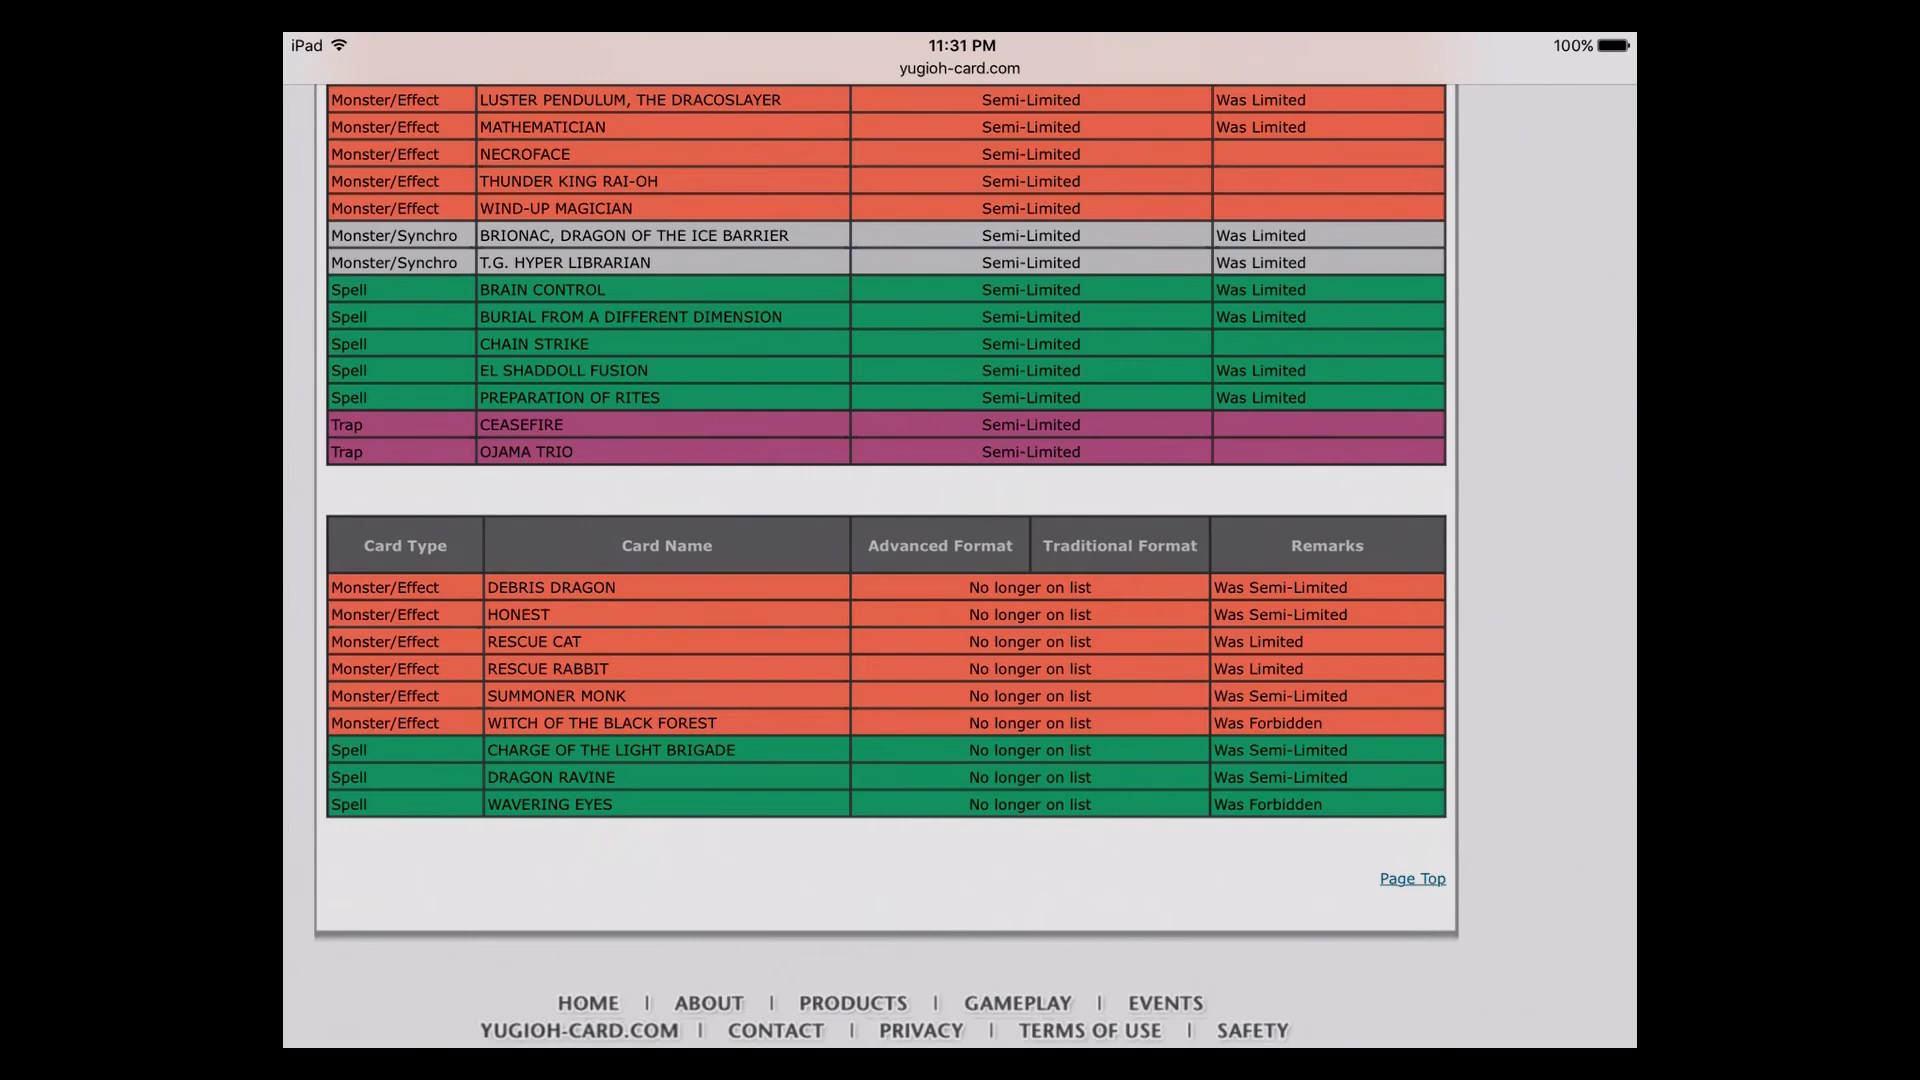 iPad 11:31 PM 100%
yugioh-card.com
Monster/Effect LUSTER PENDULUM, THE DRACOSLAYER Semi-Limited Was Limited
Monster/Effect MATHEMATICIAN Semi-Limited Was Limited
Monster/Effect NECROFACE Semi-Limited
Monster/Effect THUNDER KING RAI-OH Semi-Limited
Monster/Effect WIND-UP MAGICIAN Semi-Limited
Monster/Synchro BRIONAC, DRAGON OF THE ICE BARRIER Semi-Limited Was Limited
Monster/Synchro T.G. HYPER LIBRARIAN Semi-Limited Was Limited
Spell BRAIN CONTROL Semi-Limited Was Limited
Spell BURIAL FROM A DIFFERENT DIMENSION Semi-Limited Was Limited
Spell CHAIN STRIKE Semi-Limited
Spell EL SHADDOLL FUSION Semi-Limited Was Limited
Spell PREPARATION OF RITES Semi-Limited Was Limited
Trap CEASEFIRE Semi-Limited
Trap OJAMA TRIO Semi-Limited
Card Type Card Name Advanced Format Traditional Format Remarks
Monster/Effect DEBRIS DRAGON No longer on list Was Semi-Limited
Monster/Effect HONEST No longer on list Was Semi-Limited
Monster/Effect RESCUE CAT No longer on list Was Limited
Monster/Effect RESCUE RABBIT No longer on list Was Limited
Monster/Effect SUMMONER MONK No longer on list Was Semi-Limited
Monster/Effect WITCH OF THE BLACK FOREST No longer on list Was Forbidden
Spell CHARGE OF THE LIGHT BRIGADE No longer on list Was Semi-Limited
Spell DRAGON RAVINE No longer on list Was Semi-Limited
Spell WAVERING EYES No longer on list Was Forbidden
Page Top
HOME | ABOUT | PRODUCTS | GAMEPLAY | EVENTS
YUGIOH-CARD.COM | CONTACT | PRIVACY | TERMS OF USE | SAFETY